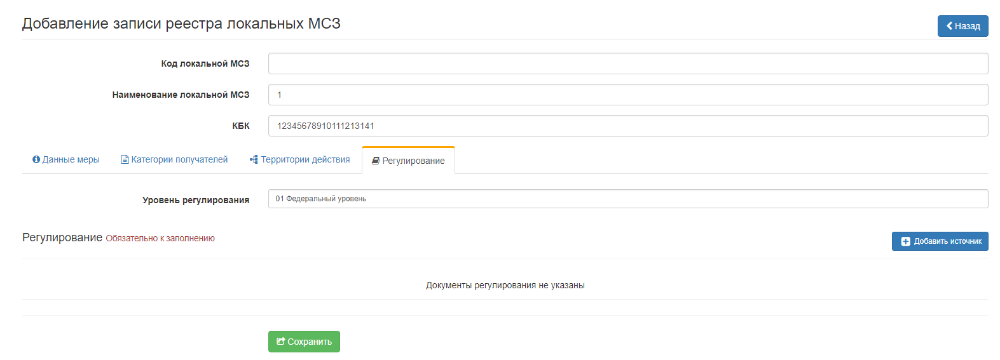 Добавление записи реестра локальных МСЗ
Назад
Код локальной МСЗ
Наименование локальной МСЗ 1
КБК 12345678910111213141
Данные меры Категории получателей Территории действия Регулирование
Уровень регулирования 01 Федеральный уровень
Регулирование Обязательно к заполнению Добавить источник
Документы регулирования не указаны
Сохранить